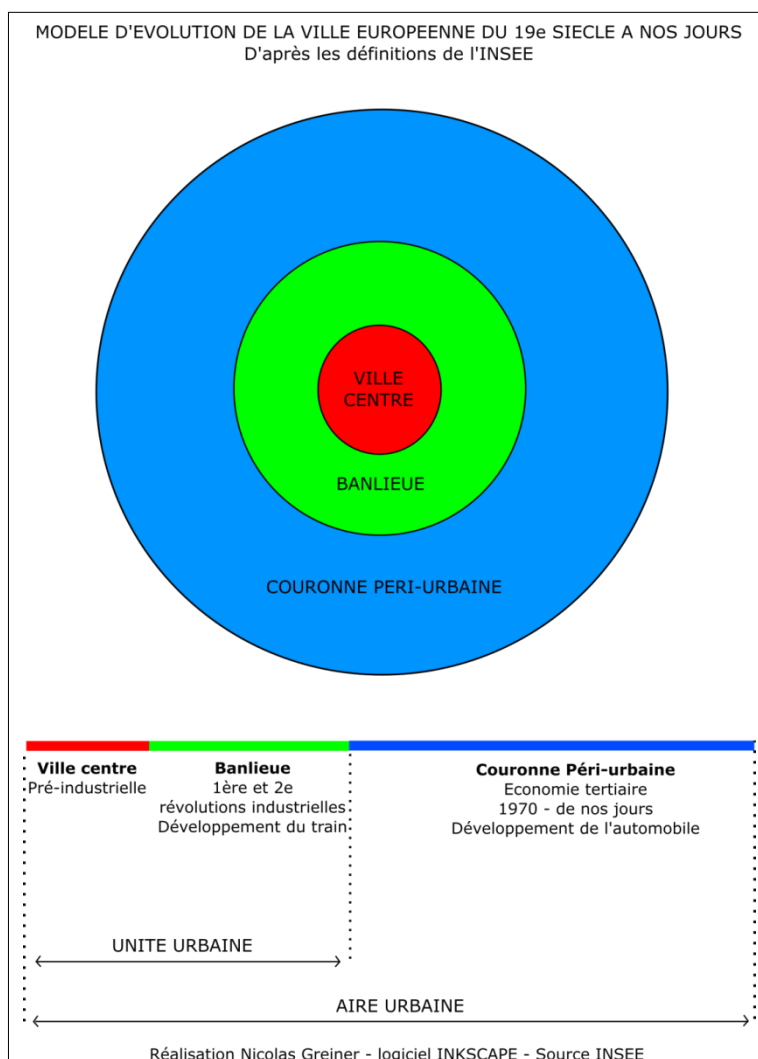 MODELE D'EVOLUTION DE LA VILLE EUROPEENNE DU 19e SIECLE A NOS JOURS
D'après les définitions de l'INSEE
VILLE
CENTRE
BANLIEUE
COURONNE PERI-URBAINE
Ville centre
Pré-industrielle
Banlieue
1ère et 2e
révolutions industrielles
Développement du train
Couronne Péri-urbaine
Economie tertiaire
1970 - de nos jours
Développement de l'automobile
UNITE URBAINE
AIRE URBAINE
Réalisation Nicolas Greiner - logiciel INKSCAPE - Source INSEE